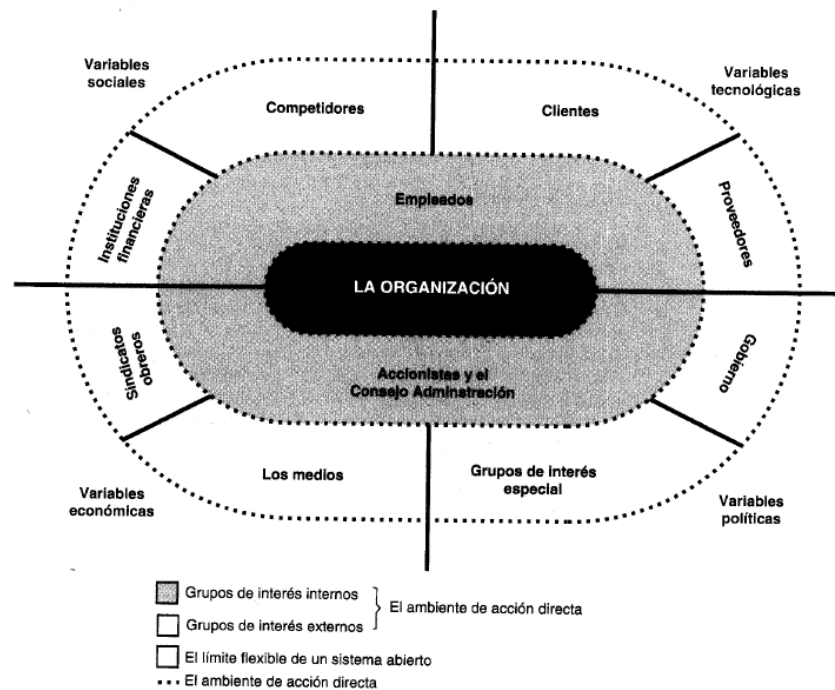 Variables
sociales
Variables
tecnológicas
Competidores
Clientes
Instituciones
financieras
Empleados
Proveedores
LA ORGANIZACIÓN
Sindicatos
obreros
Accionistas y el
Consejo Adminstración
Gobierno
Los medios
Grupos de interés
especial
Variables
económicas
Variables
políticas
Grupos de interés internos
El ambiente de acción directa
Grupos de interés externos
El límite flexible de un sistema abierto
El ambiente de acción directa